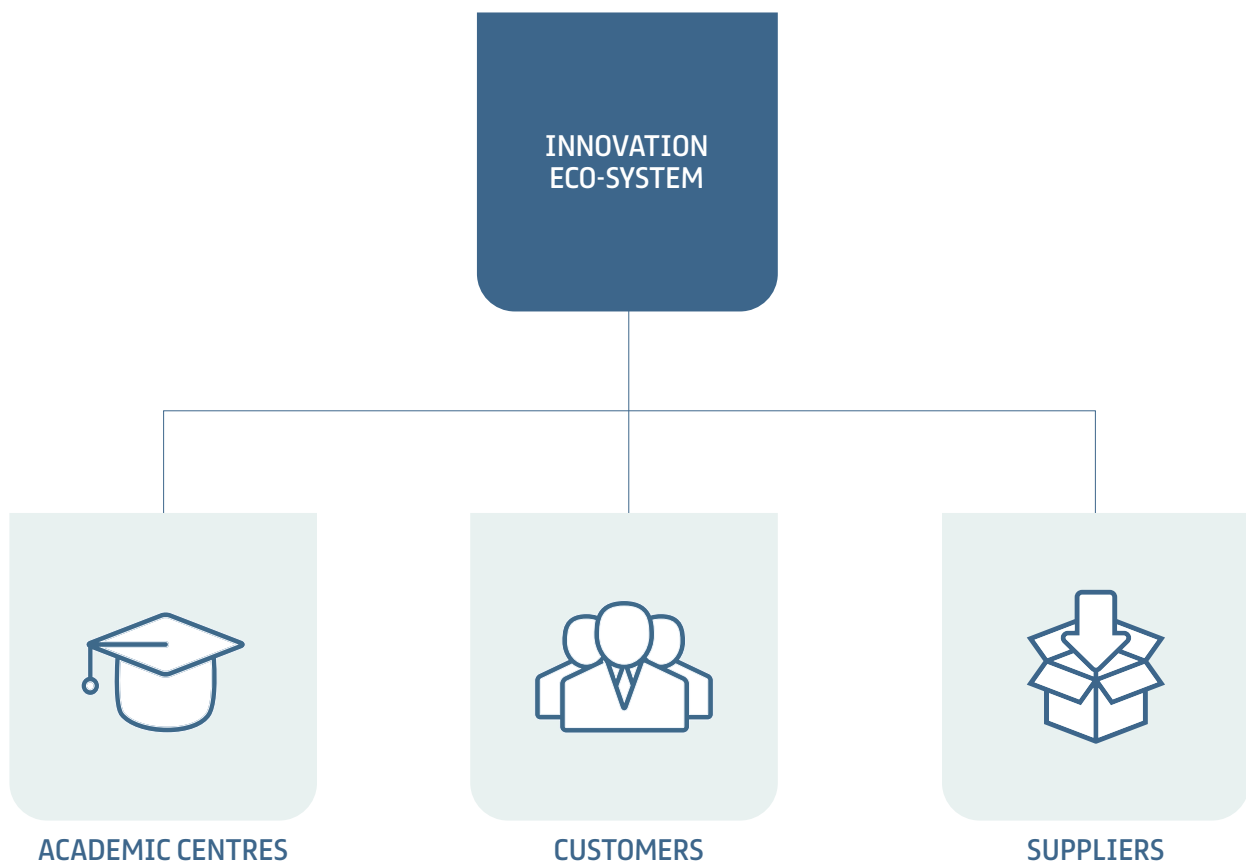 INNOVATION
ECO-SYSTEM
ACADEMIC CENTRES
CUSTOMERS
SUPPLIERS